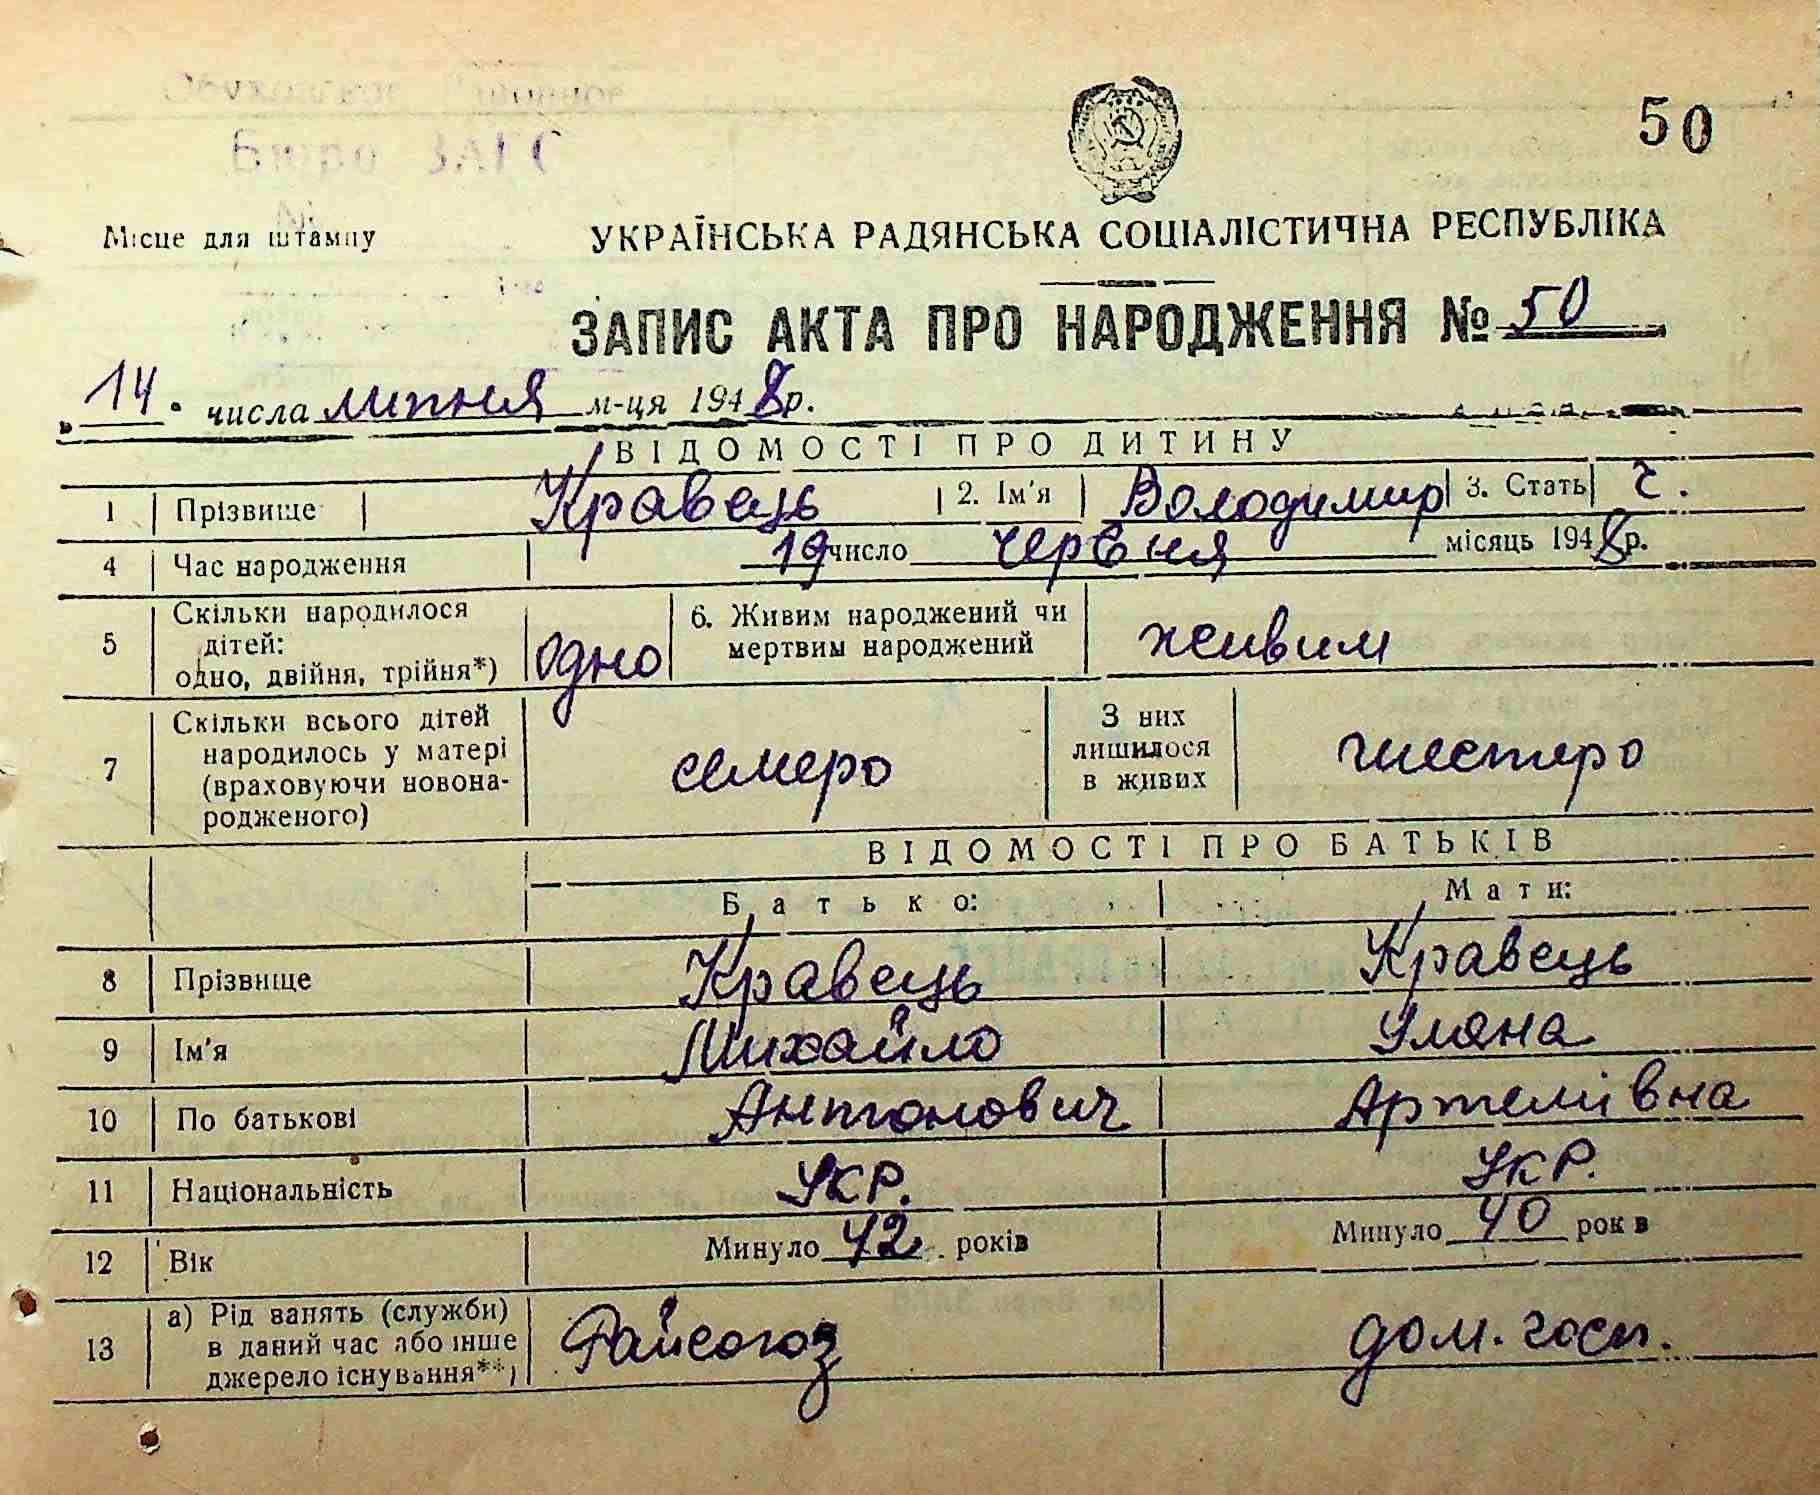 50
Бюро ЗАГС
Місце для штампу
УКРАЇНСЬКА РАДЯНСЬКА СОЦІАЛІСТИЧНА РЕСПУБЛІКА
ЗАПИС АКТА ПРО НАРОДЖЕННЯ № 50
„14" числа липня м-ця 1948 р.
ВІДОМОСТІ ПРО ДИТИНУ
1 Прізвище Кравець 2. Ім'я Володимир 3. Стать ч.
4 Час народження 19 число червня місяць 1948 р.
5 Скільки народилося дітей: одно, двійня, трійня*) одно 6. Живим народжений чи мертвим народжений живим
7 Скільки всього дітей народилось у матері (враховуючи новонародженого) семеро З них лишилося в живих шестеро
ВІДОМОСТІ ПРО БАТЬКІВ
Батько: Мати:
8 Прізвище Кравець Кравець
9 Ім'я Михайло Уляна
10 По батькові Антонович Артемівна
11 Національність УКР. УКР.
12 Вік Минуло 42 років Минуло 40 років
13 а) Рід занять (служби) в даний час або інше джерело існування**) Райсоюз дом. госп.